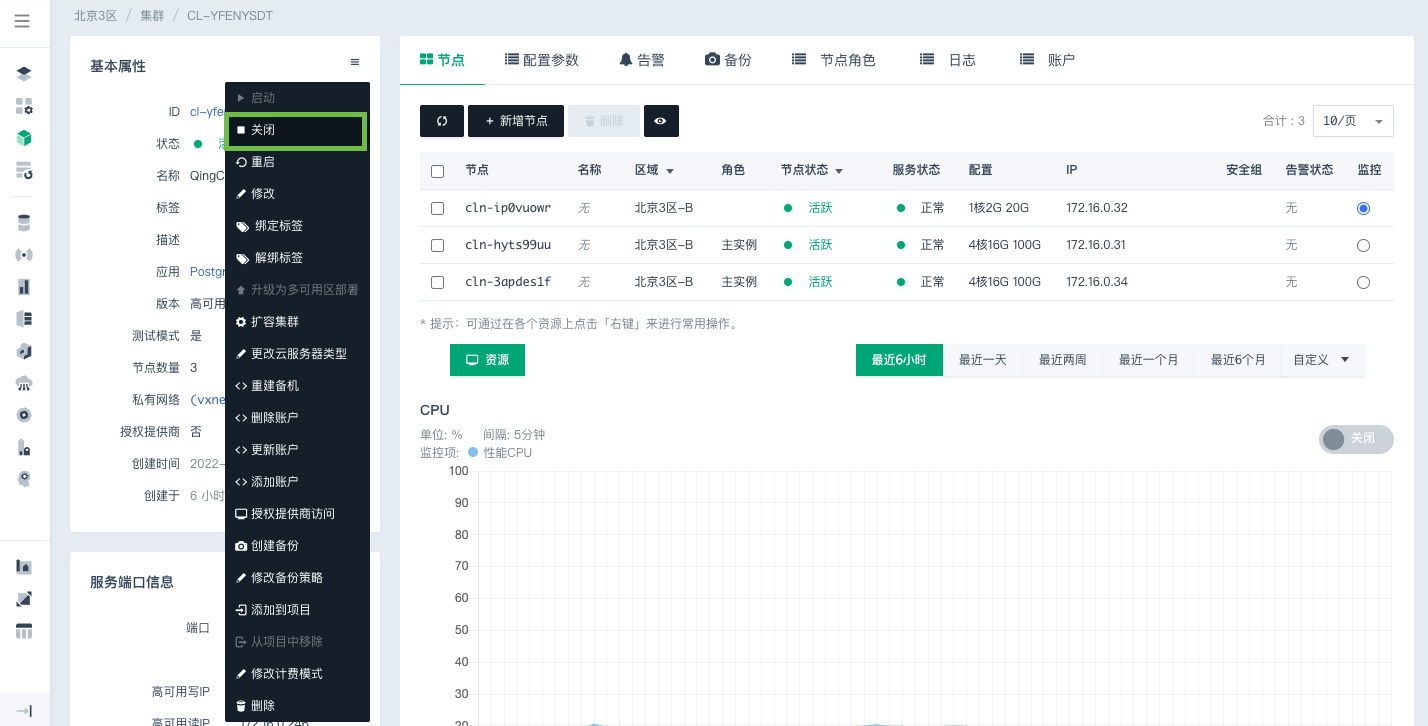 北京3区 / 集群 / CL-YFENYSDT
基本属性
ID cl-yfe
状态
名称 QingC
标签
描述
应用 Postgr
版本 高可用
测试模式 是
节点数量 3
私有网络 (vxne
授权提供商 否
创建时间 2022-
创建于 6 小时
服务端口信息
端口
高可用写IP
高可用读IP
启动
关闭
重启
修改
绑定标签
解绑标签
升级为多可用区部署
扩容集群
更改云服务器类型
重建备机
删除账户
更新账户
添加账户
授权提供商访问
创建备份
修改备份策略
添加到项目
从项目中移除
修改计费模式
删除
节点 配置参数 告警 备份 节点角色 日志 账户
+ 新增节点 删除 合计 : 3 10/页
节点 名称 区域 角色 节点状态 服务状态 配置 IP 安全组 告警状态 监控
cln-ip0vuowr 无 北京3区-B 活跃 正常 1核2G 20G 172.16.0.32 无
cln-hyts99uu 无 北京3区-B 主实例 活跃 正常 4核16G 100G 172.16.0.31 无
cln-3apdes1f 无 北京3区-B 主实例 活跃 正常 4核16G 100G 172.16.0.34 无
* 提示：可通过在各个资源上点击「右键」来进行常用操作。
资源 最近6小时 最近一天 最近两周 最近一个月 最近6个月 自定义
CPU
单位: % 间隔: 5分钟
监控项: 性能CPU
关闭
100
90
80
70
60
50
40
30
20